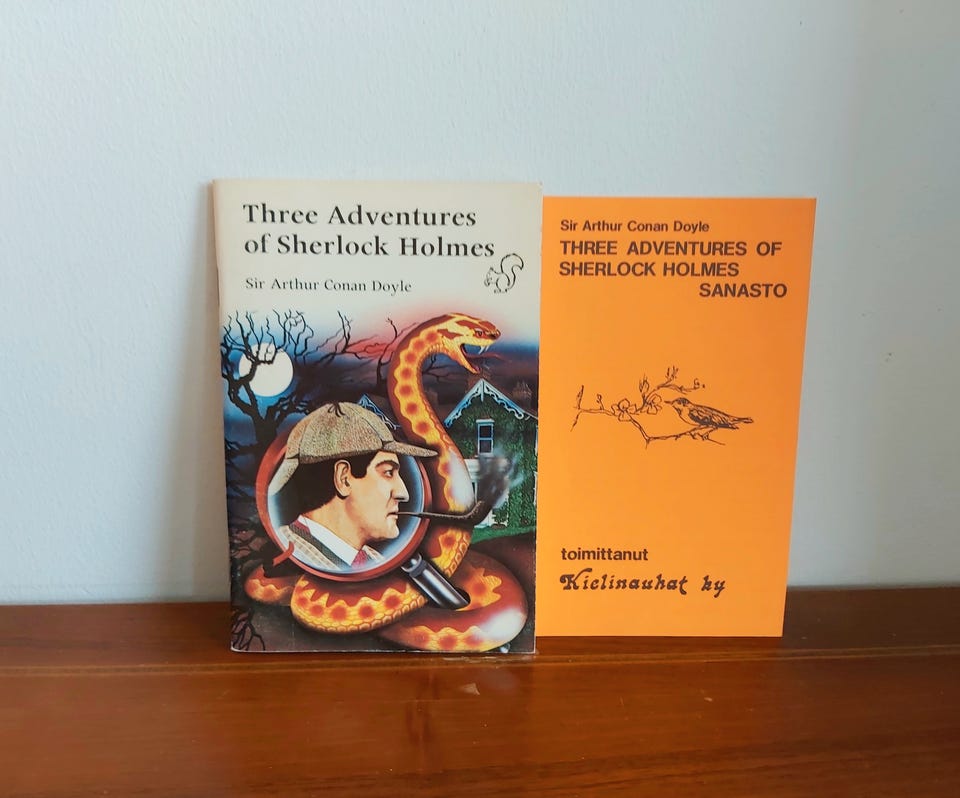 Three Adventures
of Sherlock Holmes
Sir Arthur Conan Doyle
Sir Arthur Conan Doyle
THREE ADVENTURES OF
SHERLOCK HOLMES
SANASTO
toimittanut
Kielinauhat ky